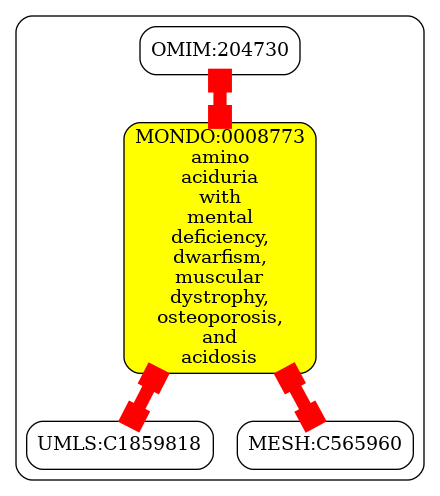 OMIM:204730
MONDO:0008773
amino
aciduria
with
mental
deficiency,
dwarfism,
muscular
dystrophy,
osteoporosis,
and
acidosis
UMLS:C1859818
MESH:C565960